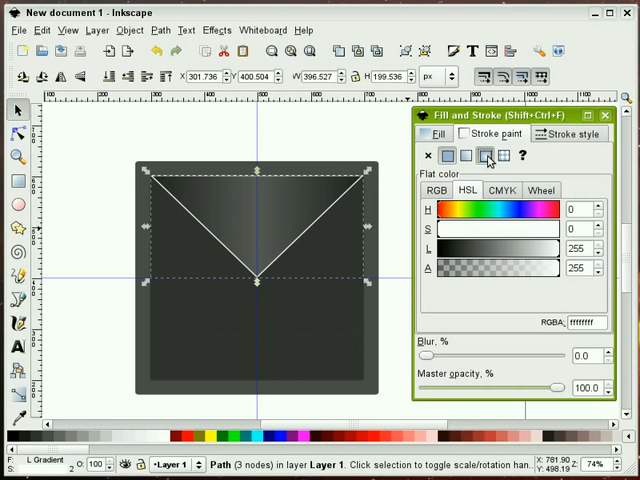 New document 1 - Inkscape
File Edit View Layer Object Path Text Effects Whiteboard Help
X 301.736 Y 400.504 W 396.527 H 199.536 px
Fill and Stroke (Shift+Ctrl+F)
Fill Stroke paint Stroke style
?
Flat color
RGB HSL CMYK Wheel
H 0
S 0
L 255
A 255
RGBA: ffffffff
Blur, %
0.0
Master opacity, %
100.0
F: L Gradient
S: 2 O: 100 •Layer 1 Path (3 nodes) in layer Layer 1. Click selection to toggle scale/rotation han... X: 781.90 Y: 498.19 Z: 74%